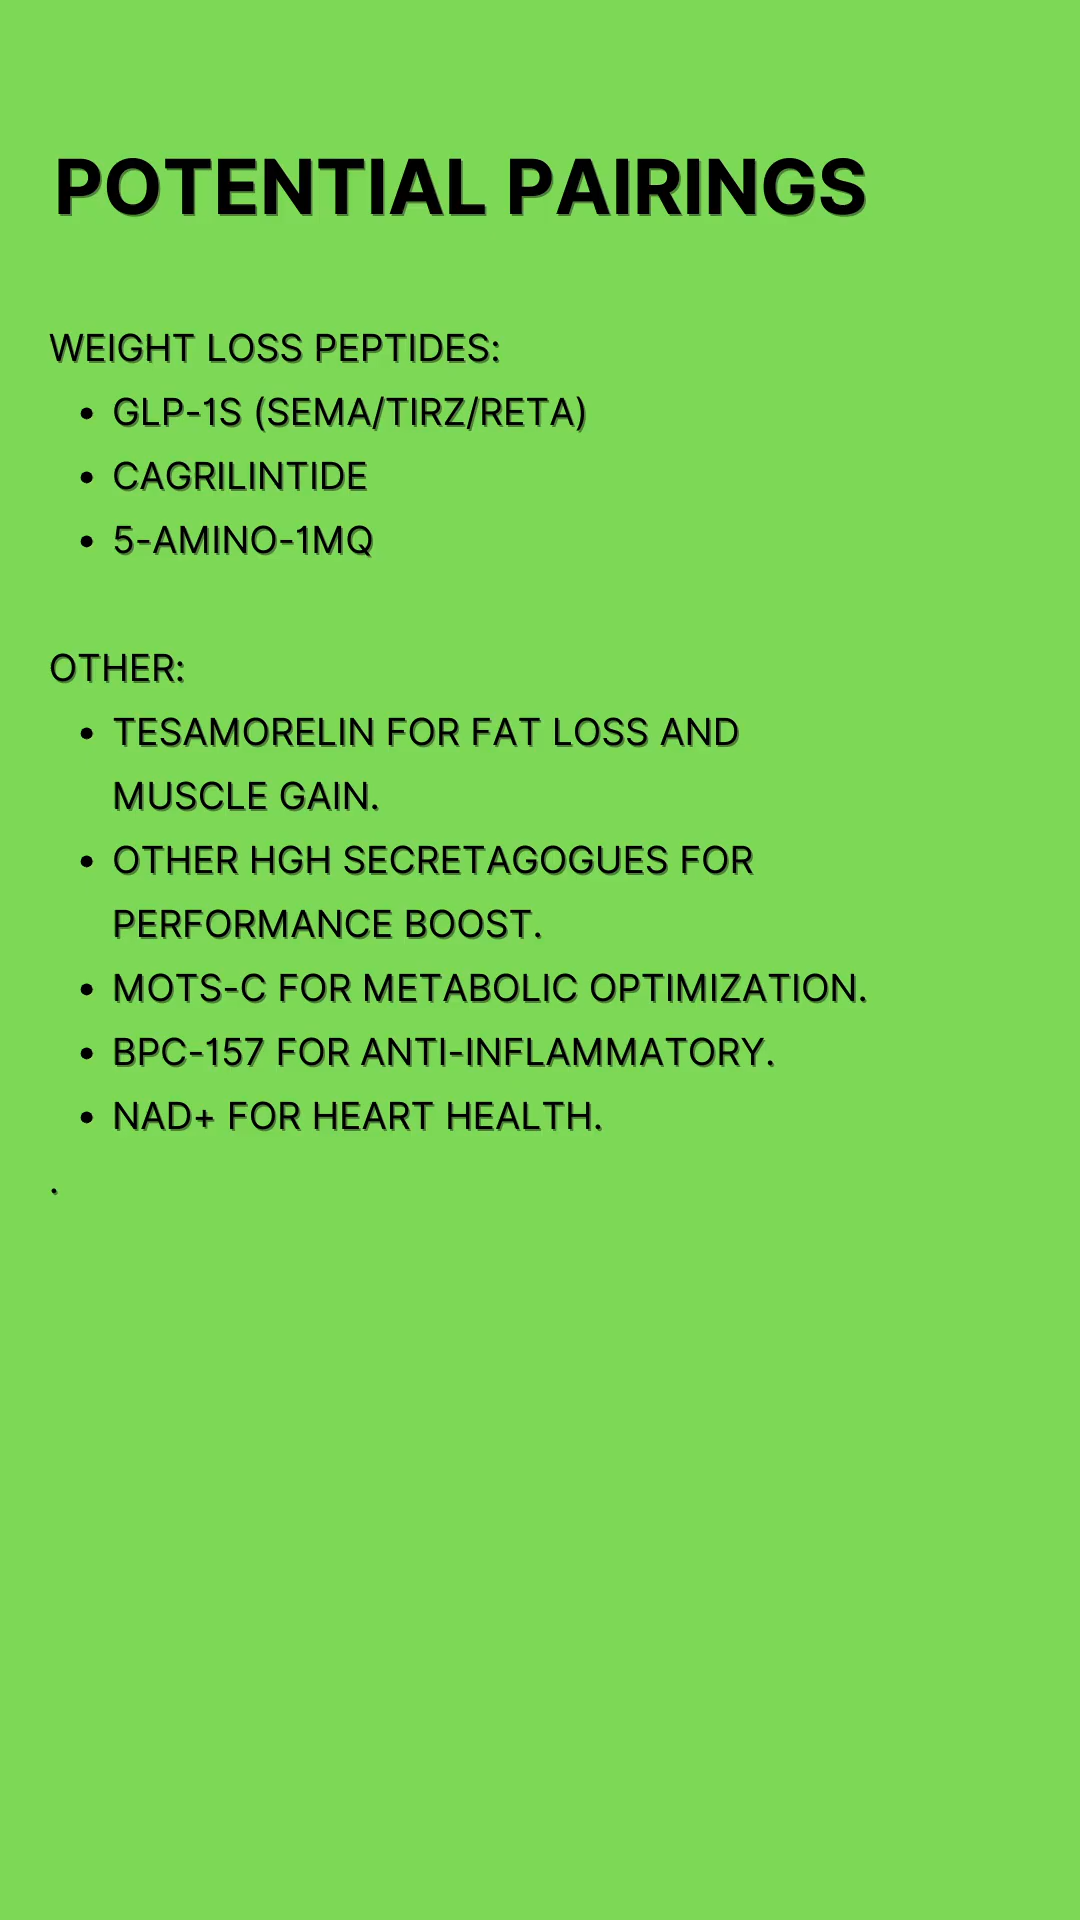 POTENTIAL PAIRINGS
WEIGHT LOSS PEPTIDES:
• GLP-1S (SEMA/TIRZ/RETA)
• CAGRILINTIDE
• 5-AMINO-1MQ
OTHER:
• TESAMORELIN FOR FAT LOSS AND
MUSCLE GAIN.
• OTHER HGH SECRETAGOGUES FOR
PERFORMANCE BOOST.
• MOTS-C FOR METABOLIC OPTIMIZATION.
• BPC-157 FOR ANTI-INFLAMMATORY.
• NAD+ FOR HEART HEALTH.
.